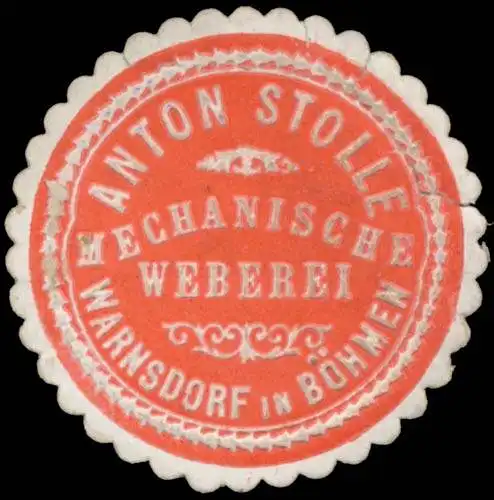 ANTON STOLLE
MECHANISCHE
WEBEREI
WARNSDORF IN BÖHMEN